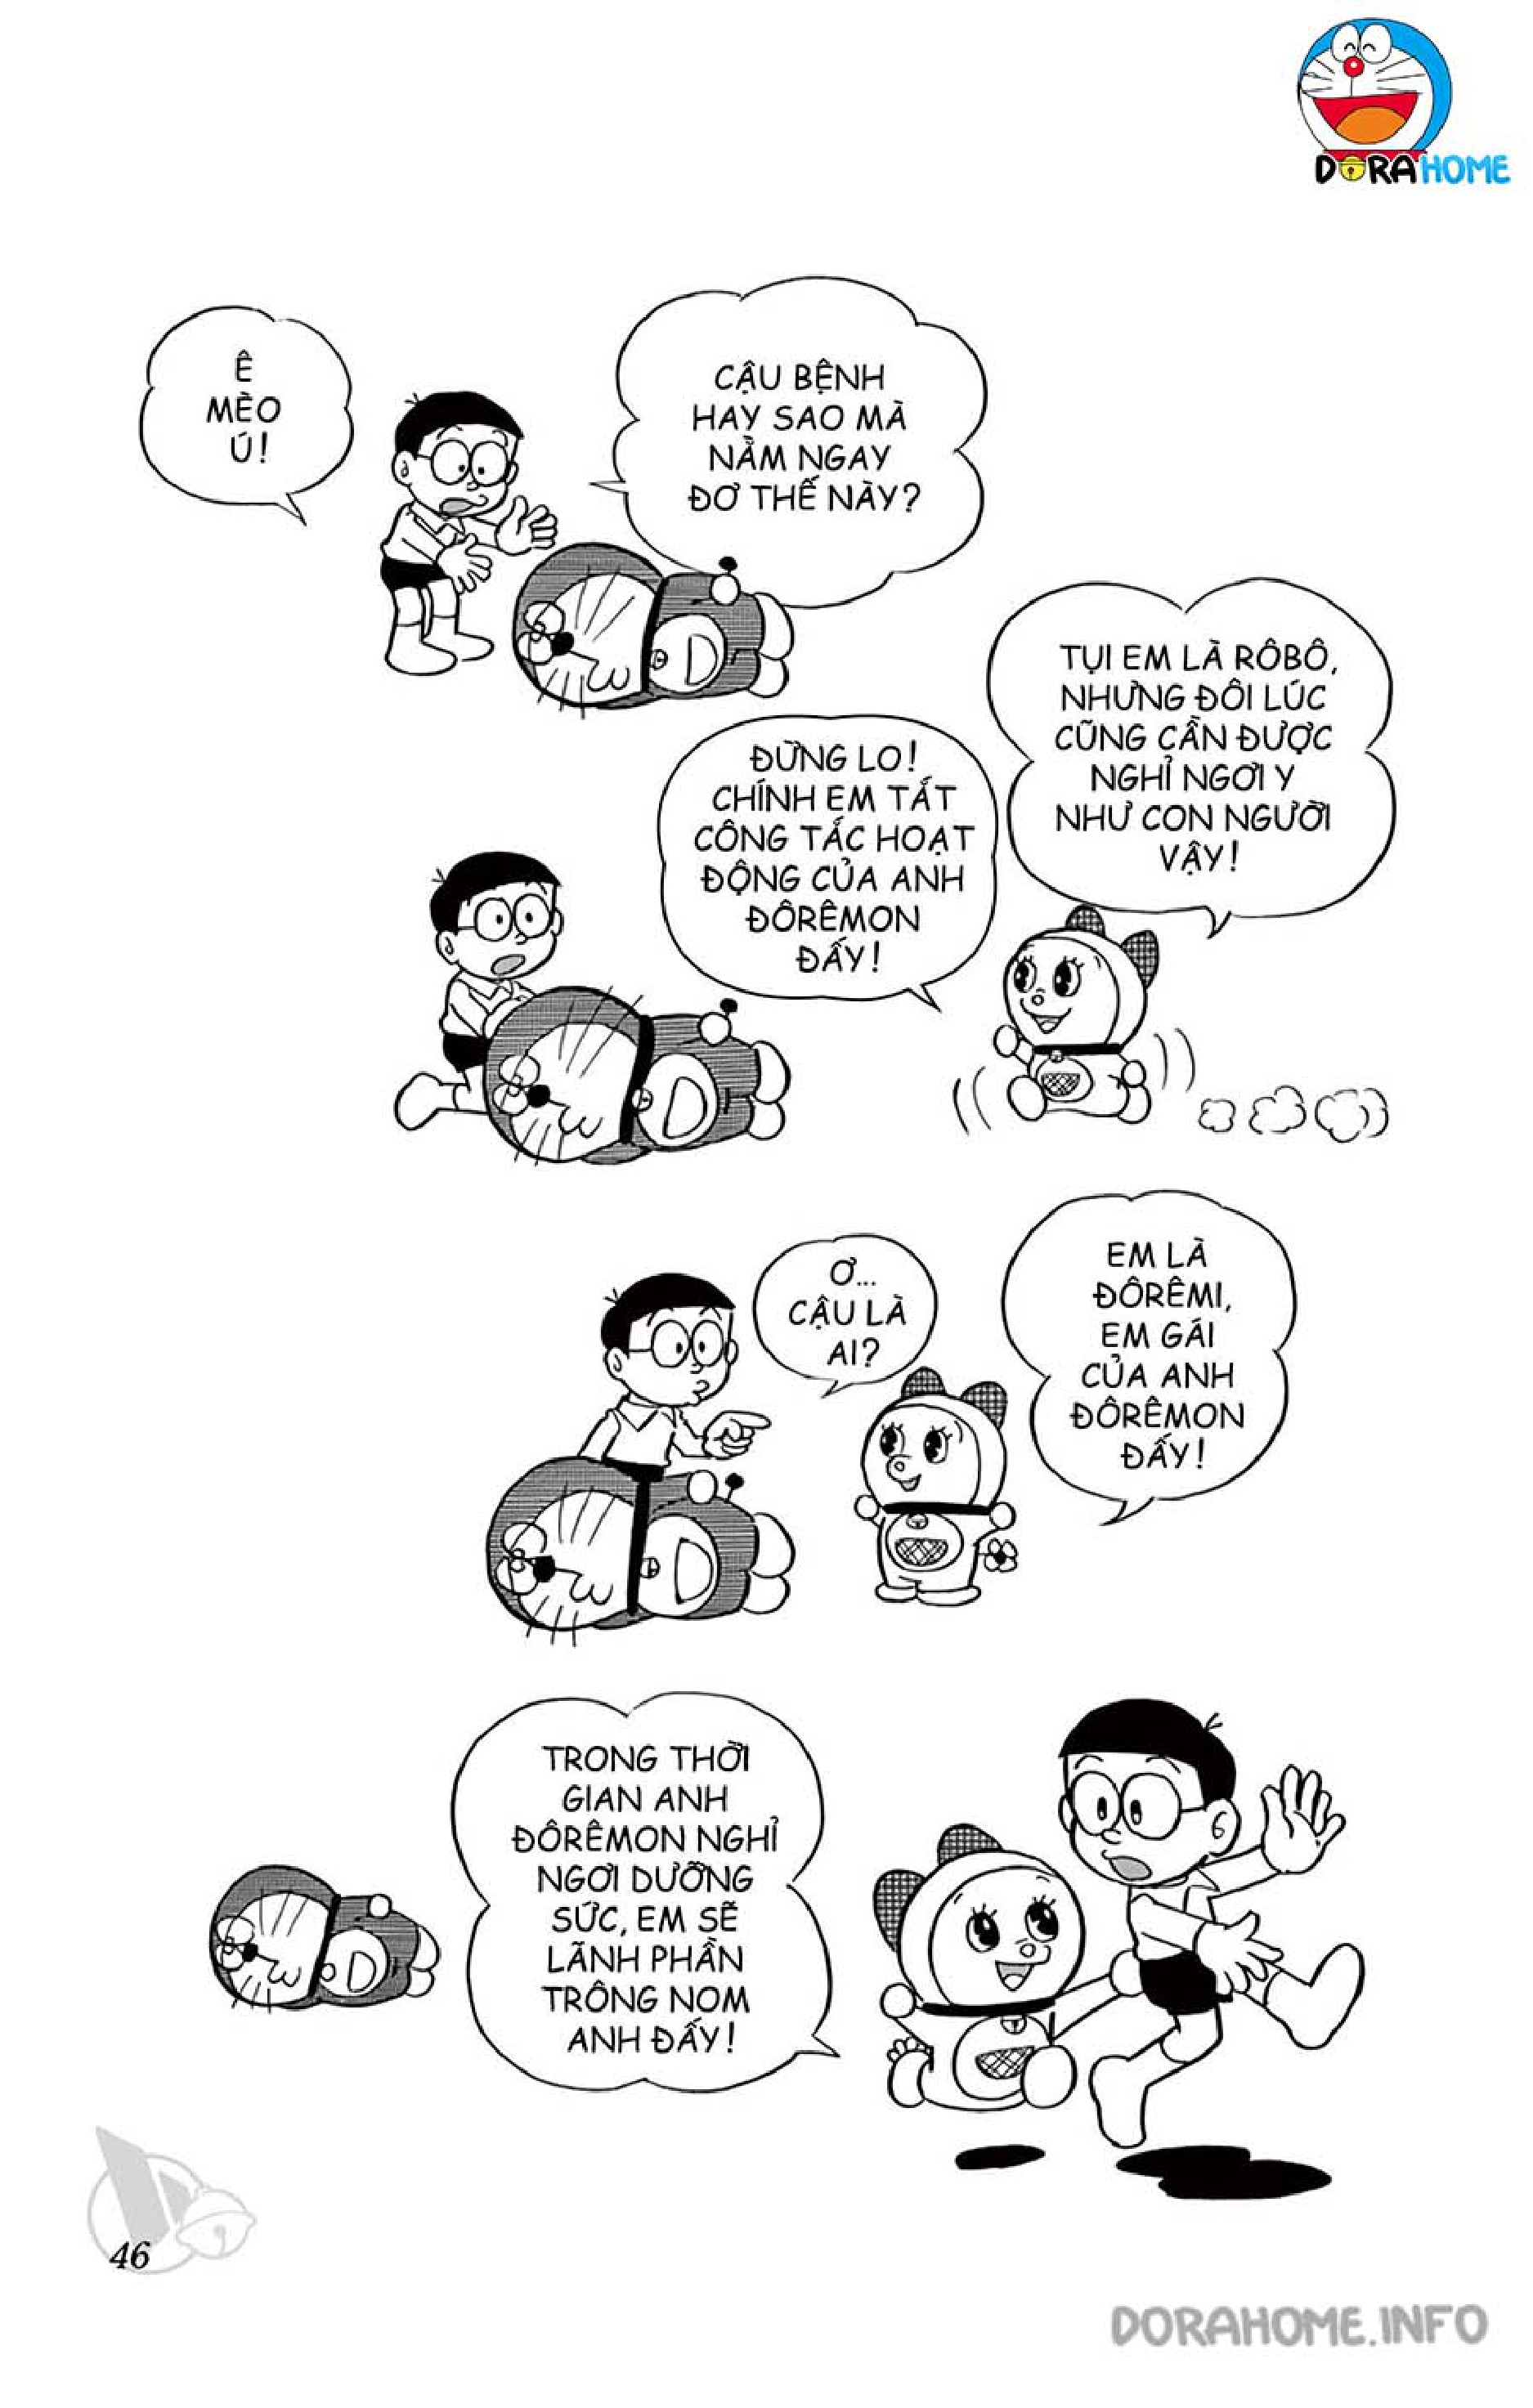 DORAHOME
Ê
MÈO
Ú!
CẬU BỆNH
HAY SAO MÀ
NẰM NGAY
ĐƠ THẾ NÀY?
ĐỪNG LO!
CHÍNH EM TẮT
CÔNG TẮC HOẠT
ĐỘNG CỦA ANH
ĐÔRÊMON
ĐẤY!
TỤI EM LÀ RÔBÔ,
NHƯNG ĐÔI LÚC
CŨNG CẦN ĐƯỢC
NGHỈ NGƠI Y
NHƯ CON NGƯỜI
VẬY!
Ơ...
CẬU LÀ
AI?
EM LÀ
ĐÔRÊMI,
EM GÁI
CỦA ANH
ĐÔRÊMON
ĐẤY!
TRONG THỜI
GIAN ANH
ĐÔRÊMON NGHỈ
NGƠI DƯỠNG
SỨC, EM SẼ
LÃNH PHẦN
TRÔNG NOM
ANH ĐẤY!
46
DORAHOME.INFO